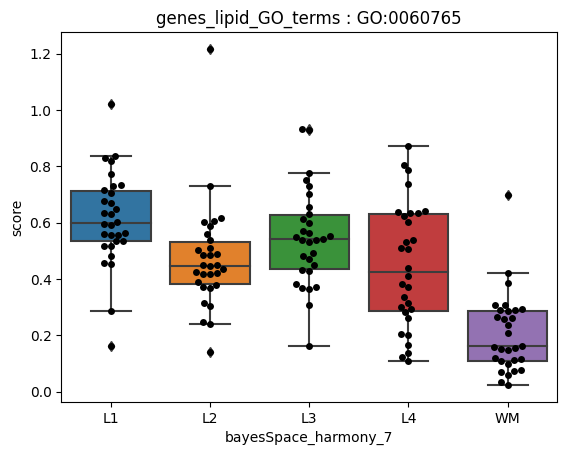 genes_lipid_GO_terms : GO:0060765
1.2
1.0
0.8
0.6
0.4
0.2
0.0
score
L1 L2 L3 L4 WM
bayesSpace_harmony_7